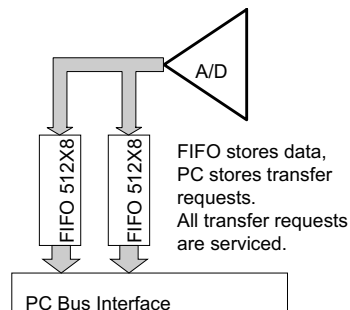 A/D
FIFO 512X8
FIFO 512X8
FIFO stores data,
PC stores transfer
requests.
All transfer requests
are serviced.
PC Bus Interface